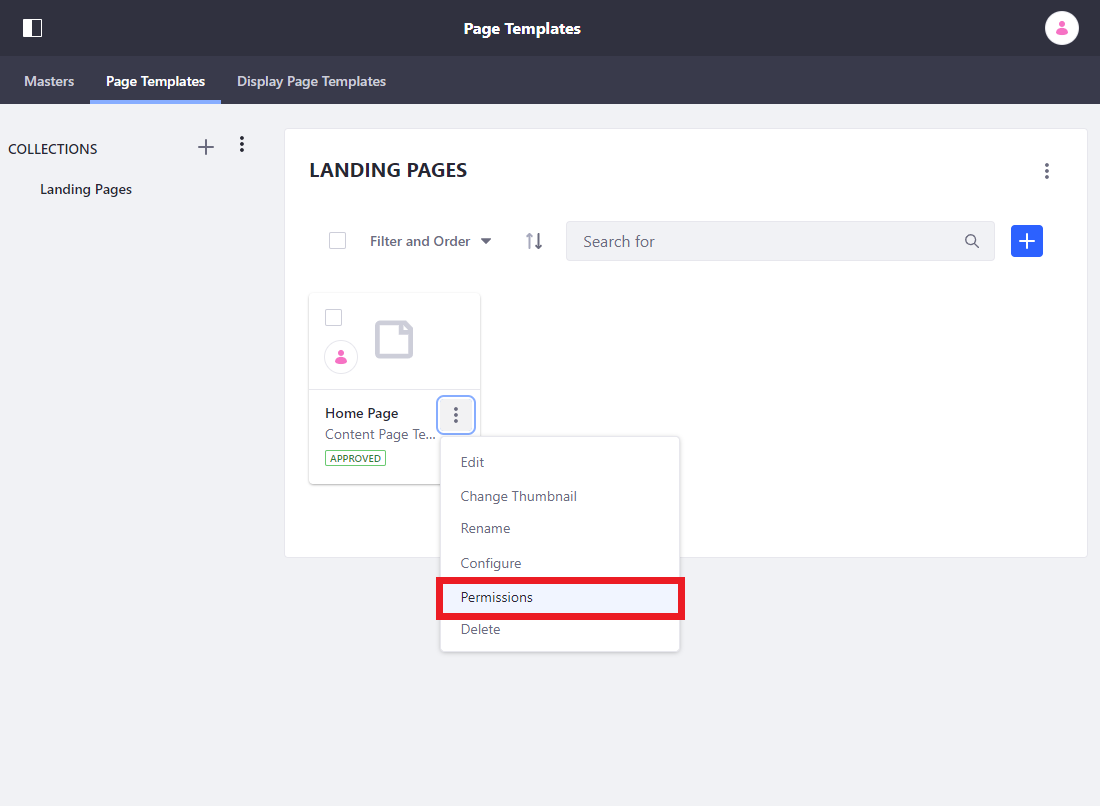 Page Templates
Masters
Page Templates
Display Page Templates
COLLECTIONS
Landing Pages
LANDING PAGES
Filter and Order
Search for
Home Page
Content Page Te...
APPROVED
Edit
Change Thumbnail
Rename
Configure
Permissions
Delete